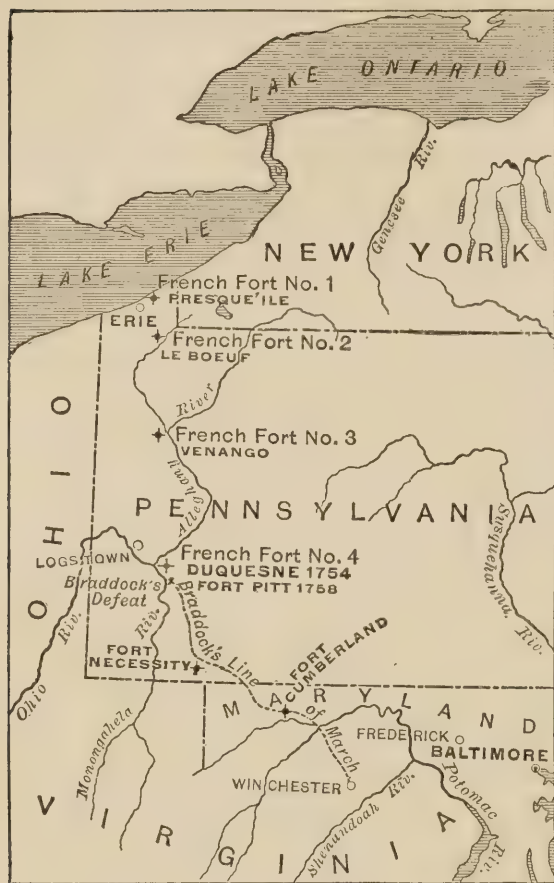 LAKE ONTARIO
Genesee Riv.
LAKE ERIE
NEW YORK
French Fort No. 1
PRESQUE'ILE
ERIE
French Fort No. 2
LE BOEUF
River
French Fort No. 3
VENANGO
Alleghany
OHIO
PENNSYLVANIA
Susquehanna Riv.
LOGSTOWN
French Fort No. 4
DUQUESNE 1754
FORT PITT 1758
Braddock's
Defeat
Riv.
Braddock's Line of March
FORT
NECESSITY
FORT
CUMBERLAND
Ohio Riv.
MARYLAND
FREDERICK
BALTIMORE
Monongahela
WINCHESTER
Potomac Riv.
Shenundoah Riv.
VIRGINIA